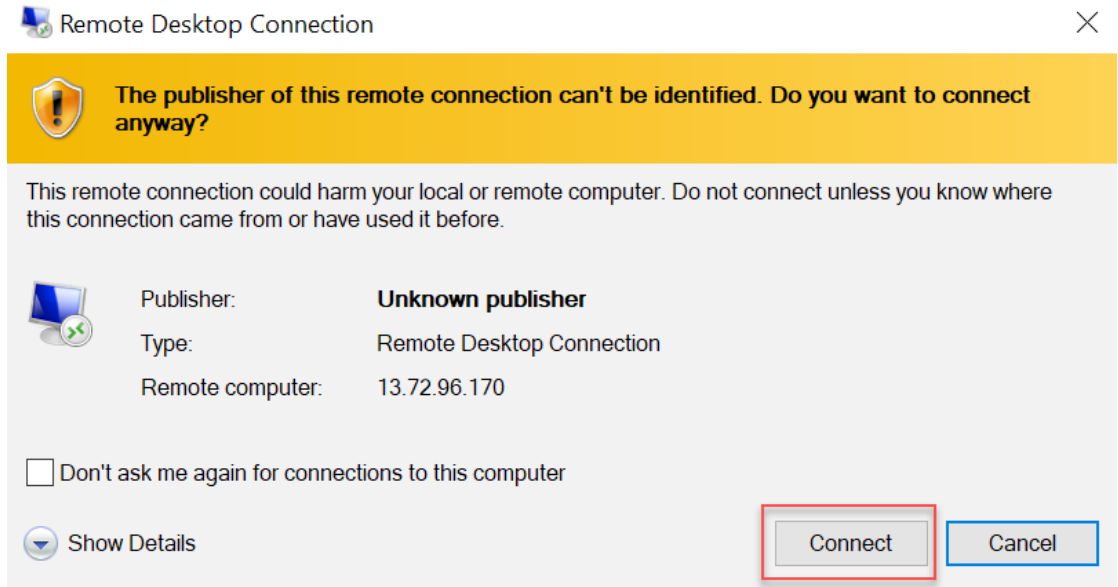 Remote Desktop Connection
The publisher of this remote connection can't be identified. Do you want to connect
anyway?
This remote connection could harm your local or remote computer. Do not connect unless you know where
this connection came from or have used it before.
Publisher: Unknown publisher
Type: Remote Desktop Connection
Remote computer: 13.72.96.170
Don't ask me again for connections to this computer
Show Details Connect Cancel